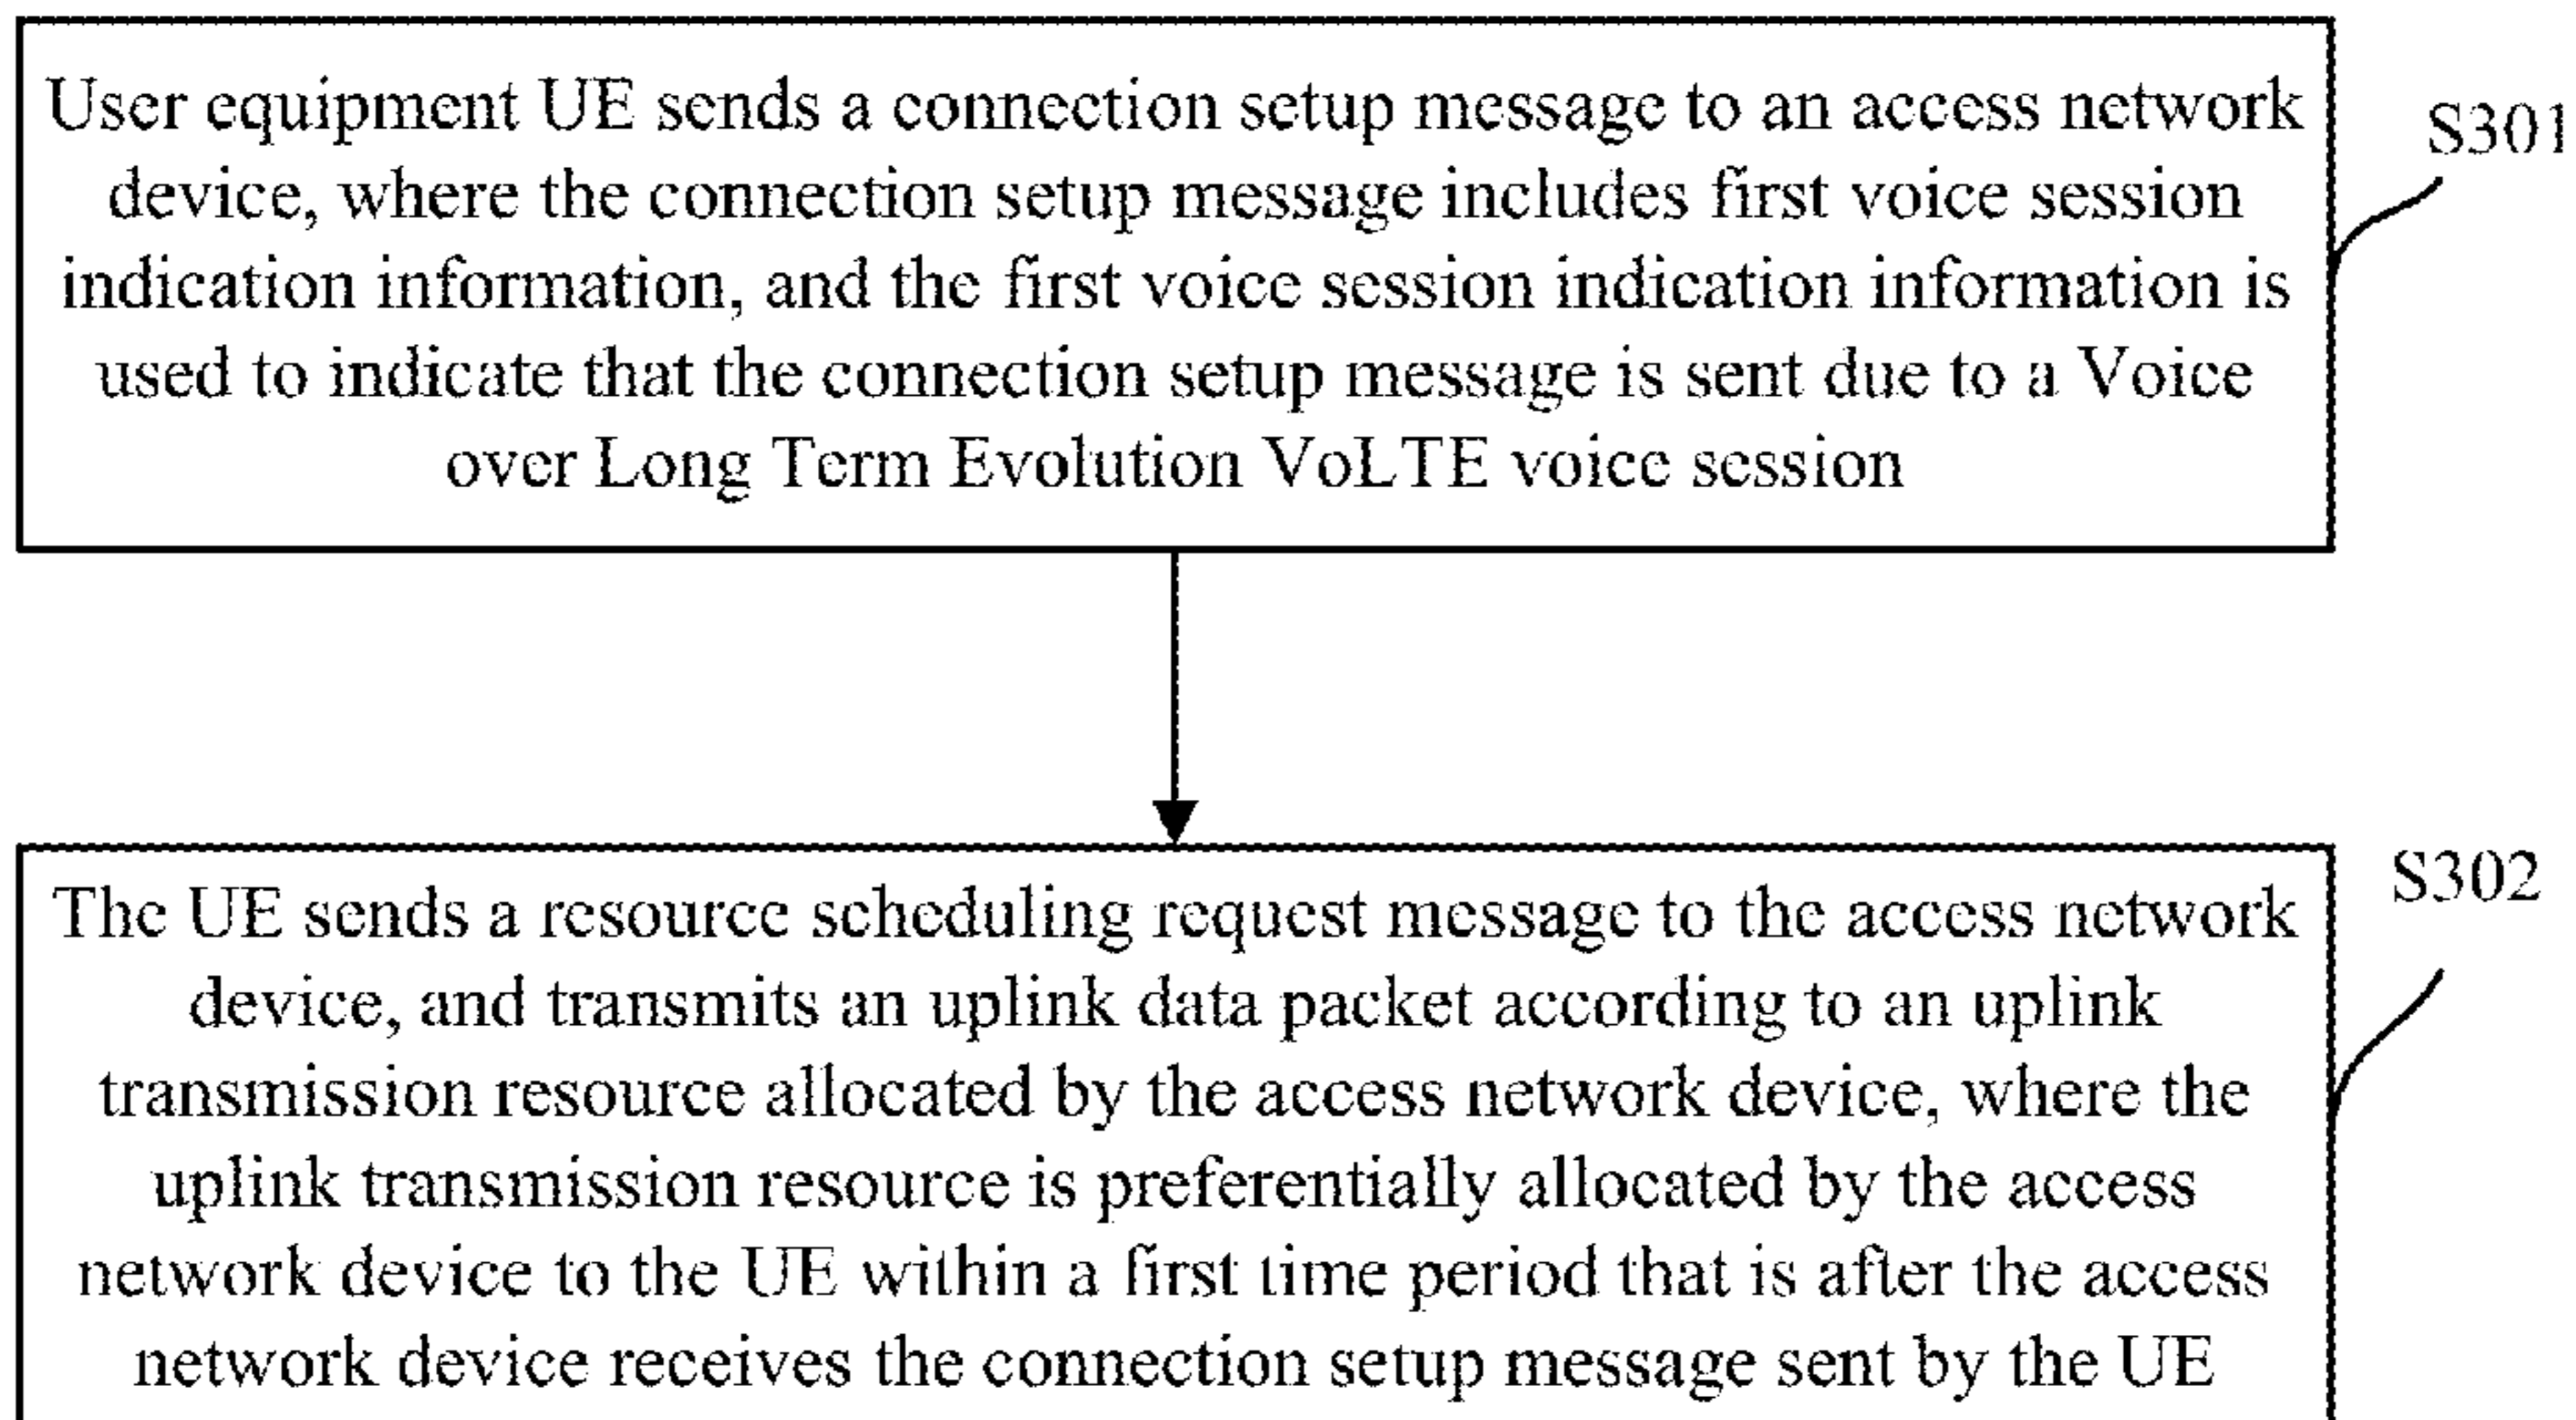 User equipment UE sends a connection setup message to an access network
device, where the connection setup message includes first voice session
indication information, and the first voice session indication information is
used to indicate that the connection setup message is sent due to a Voice
over Long Term Evolution VoLTE voice session
S301
The UE sends a resource scheduling request message to the access network
device, and transmits an uplink data packet according to an uplink
transmission resource allocated by the access network device, where the
uplink transmission resource is preferentially allocated by the access
network device to the UE within a first time period that is after the access
network device receives the connection setup message sent by the UE
S302